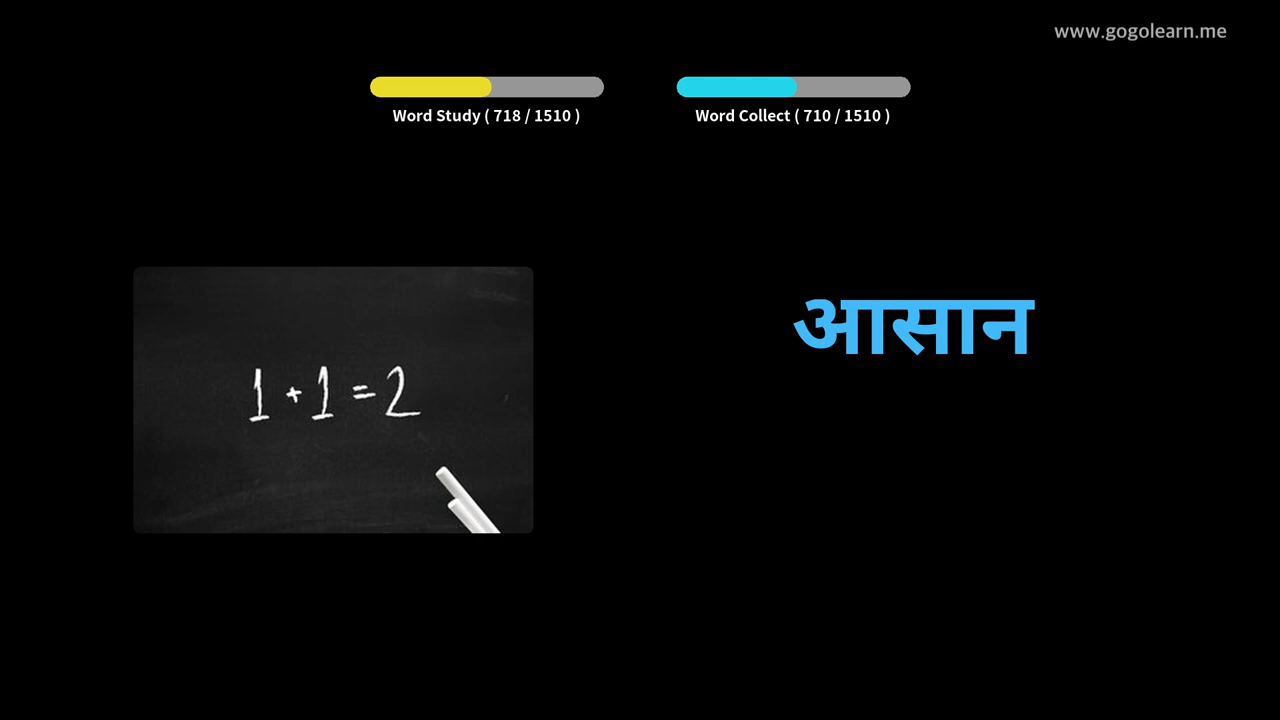 www.gogolearn.me
Word Study ( 718 / 1510 )
Word Collect ( 710 / 1510 )
1 + 1 = 2
आसान